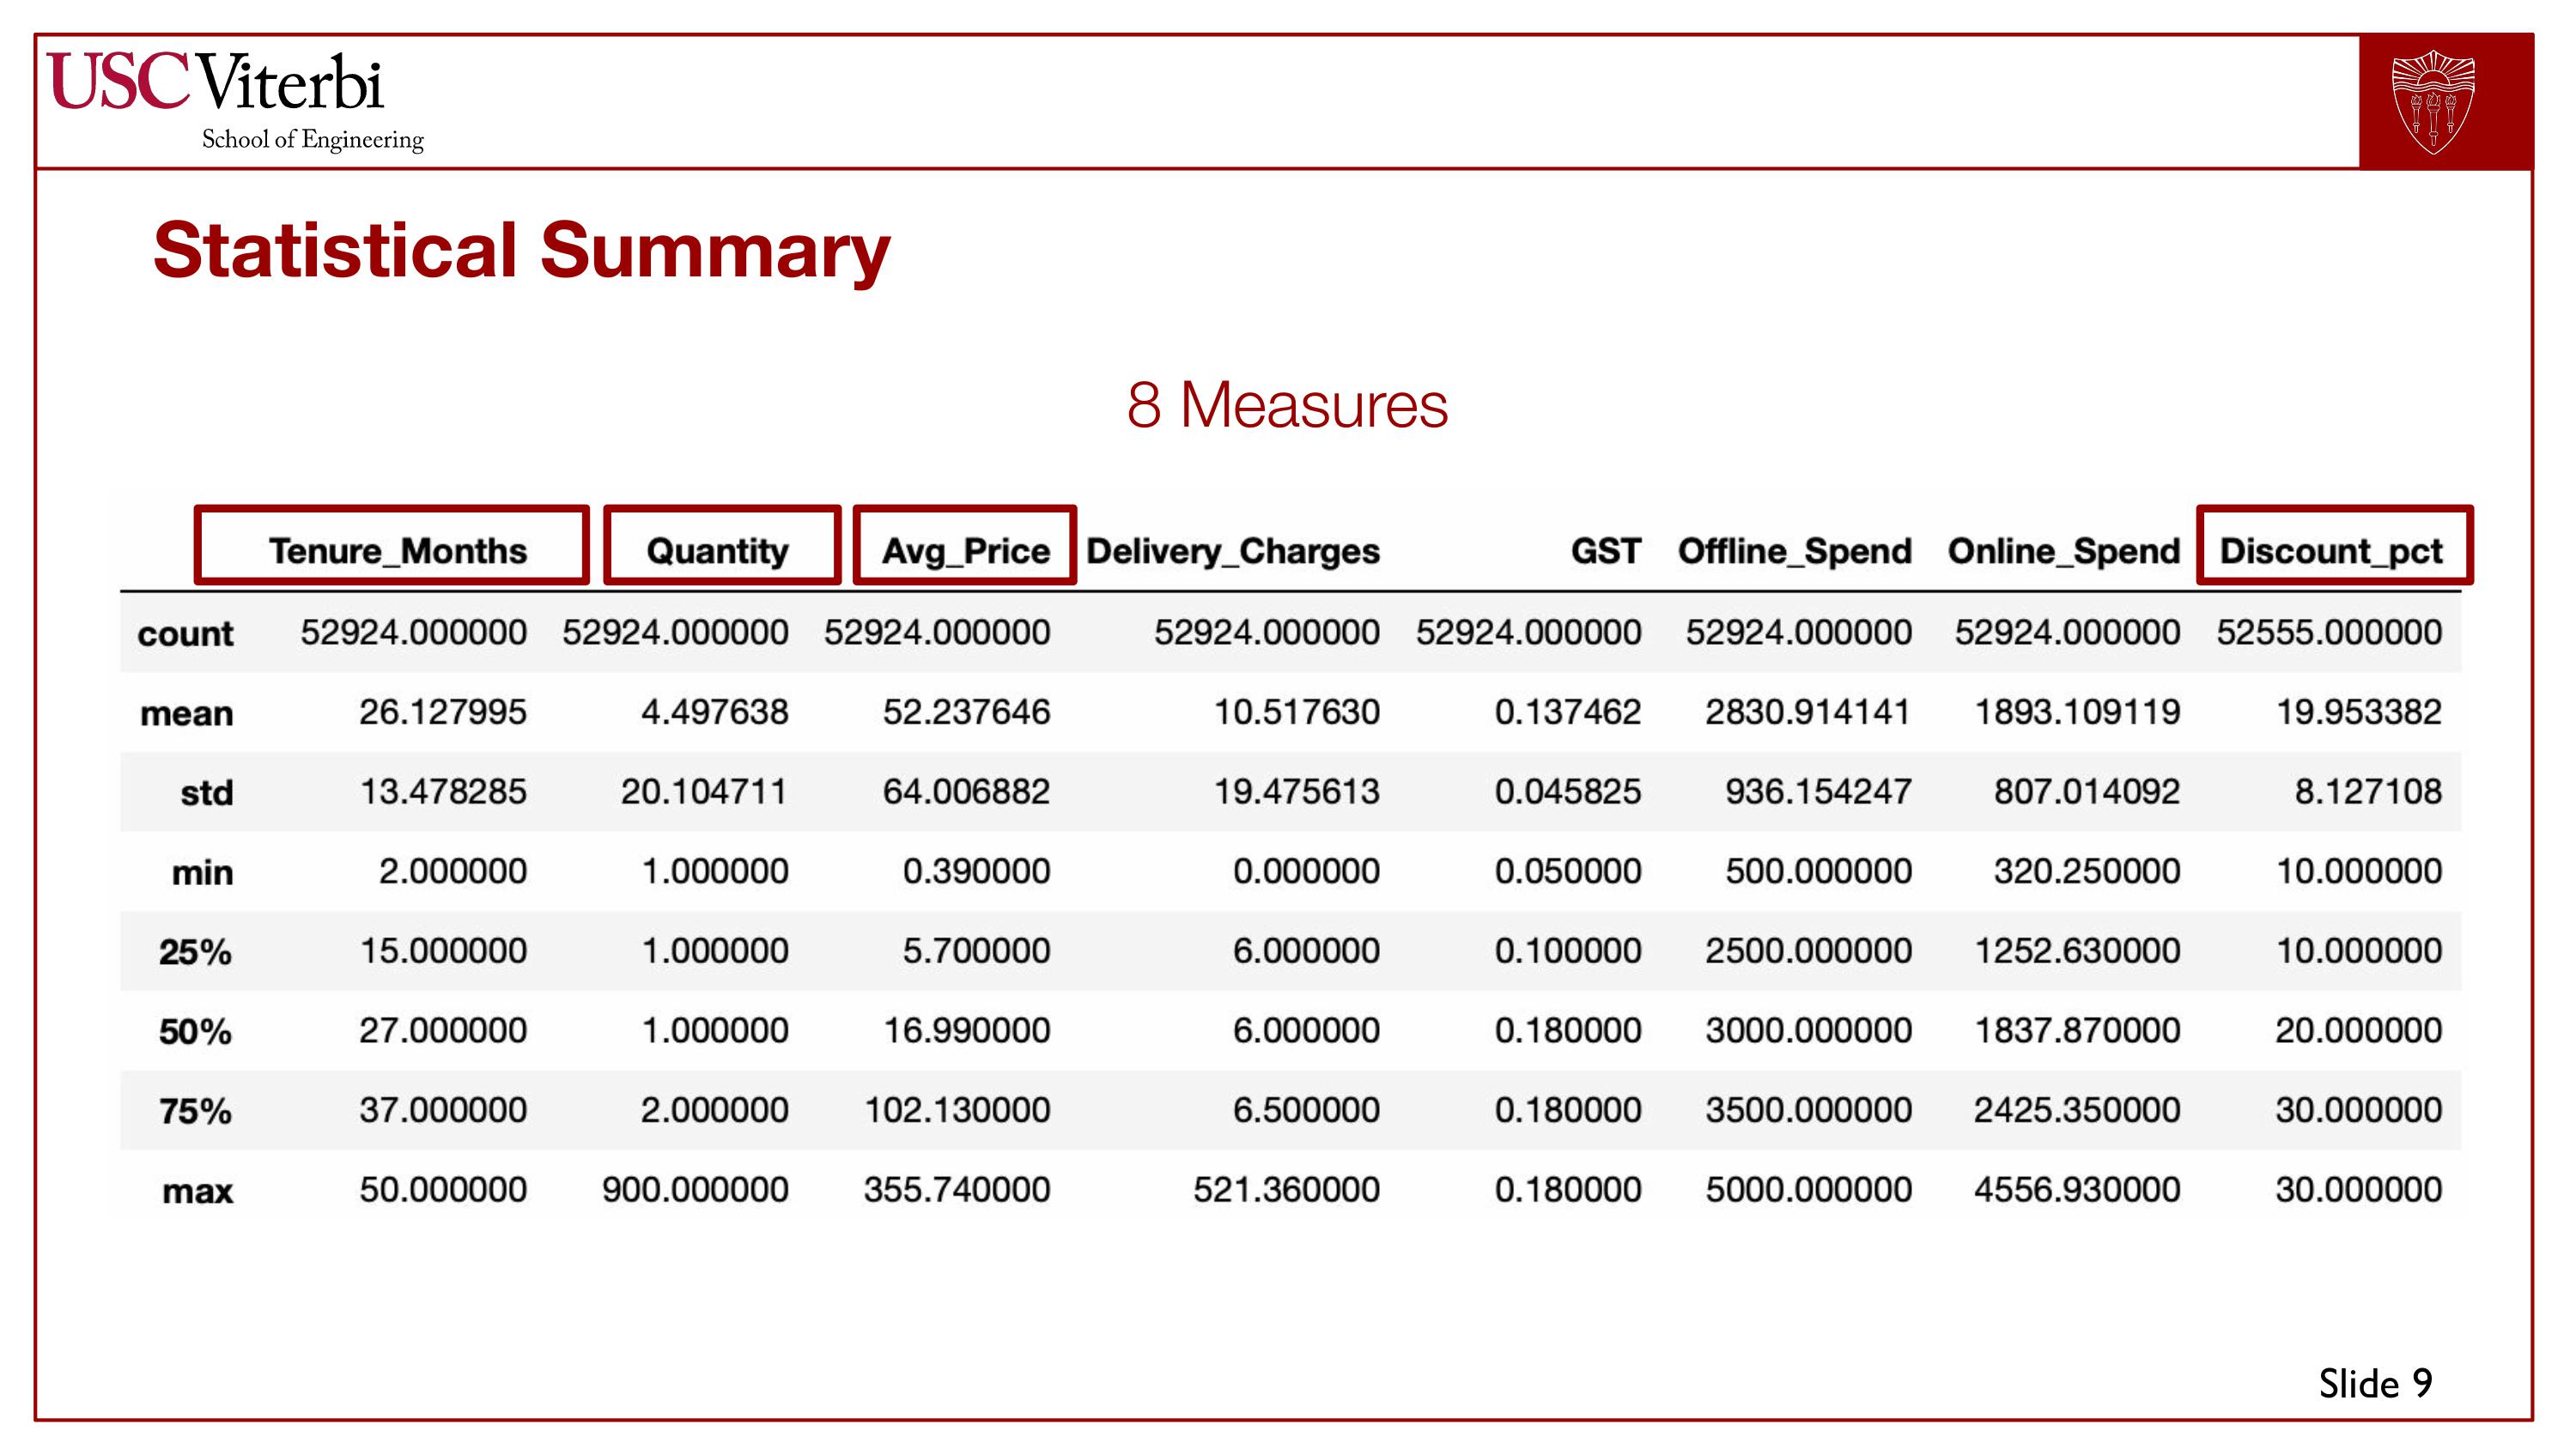 USC Viterbi
School of Engineering
Statistical Summary
8 Measures
Tenure_Months Quantity Avg_Price Delivery_Charges GST Offline_Spend Online_Spend Discount_pct
count 52924.000000 52924.000000 52924.000000 52924.000000 52924.000000 52924.000000 52924.000000 52555.000000
mean 26.127995 4.497638 52.237646 10.517630 0.137462 2830.914141 1893.109119 19.953382
std 13.478285 20.104711 64.006882 19.475613 0.045825 936.154247 807.014092 8.127108
min 2.000000 1.000000 0.390000 0.000000 0.050000 500.000000 320.250000 10.000000
25% 15.000000 1.000000 5.700000 6.000000 0.100000 2500.000000 1252.630000 10.000000
50% 27.000000 1.000000 16.990000 6.000000 0.180000 3000.000000 1837.870000 20.000000
75% 37.000000 2.000000 102.130000 6.500000 0.180000 3500.000000 2425.350000 30.000000
max 50.000000 900.000000 355.740000 521.360000 0.180000 5000.000000 4556.930000 30.000000
Slide 9